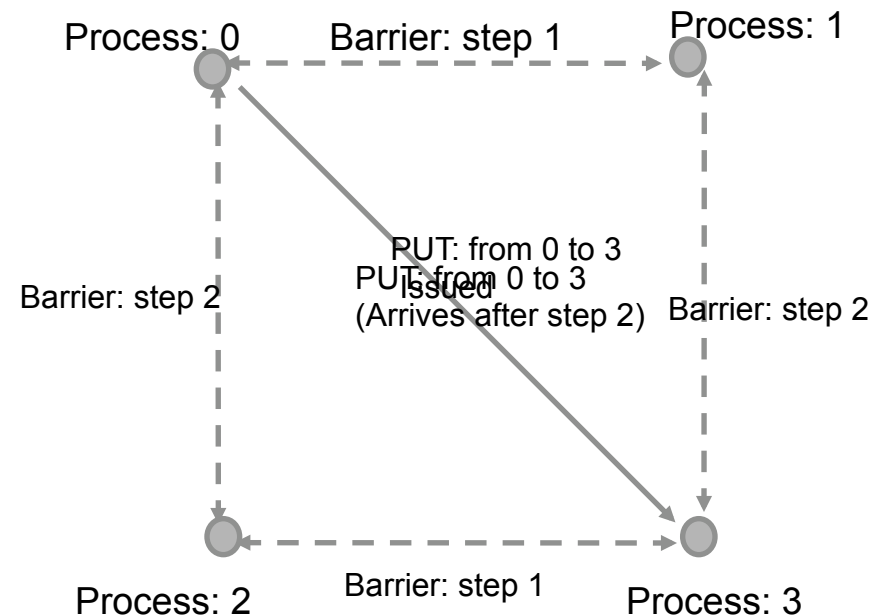 Process: 0
Barrier: step 1
Process: 1
PUT: from 0 to 3
Issued
PUT: from 0 to 3
(Arrives after step 2)
Barrier: step 2
Barrier: step 2
Barrier: step 1
Process: 2
Process: 3